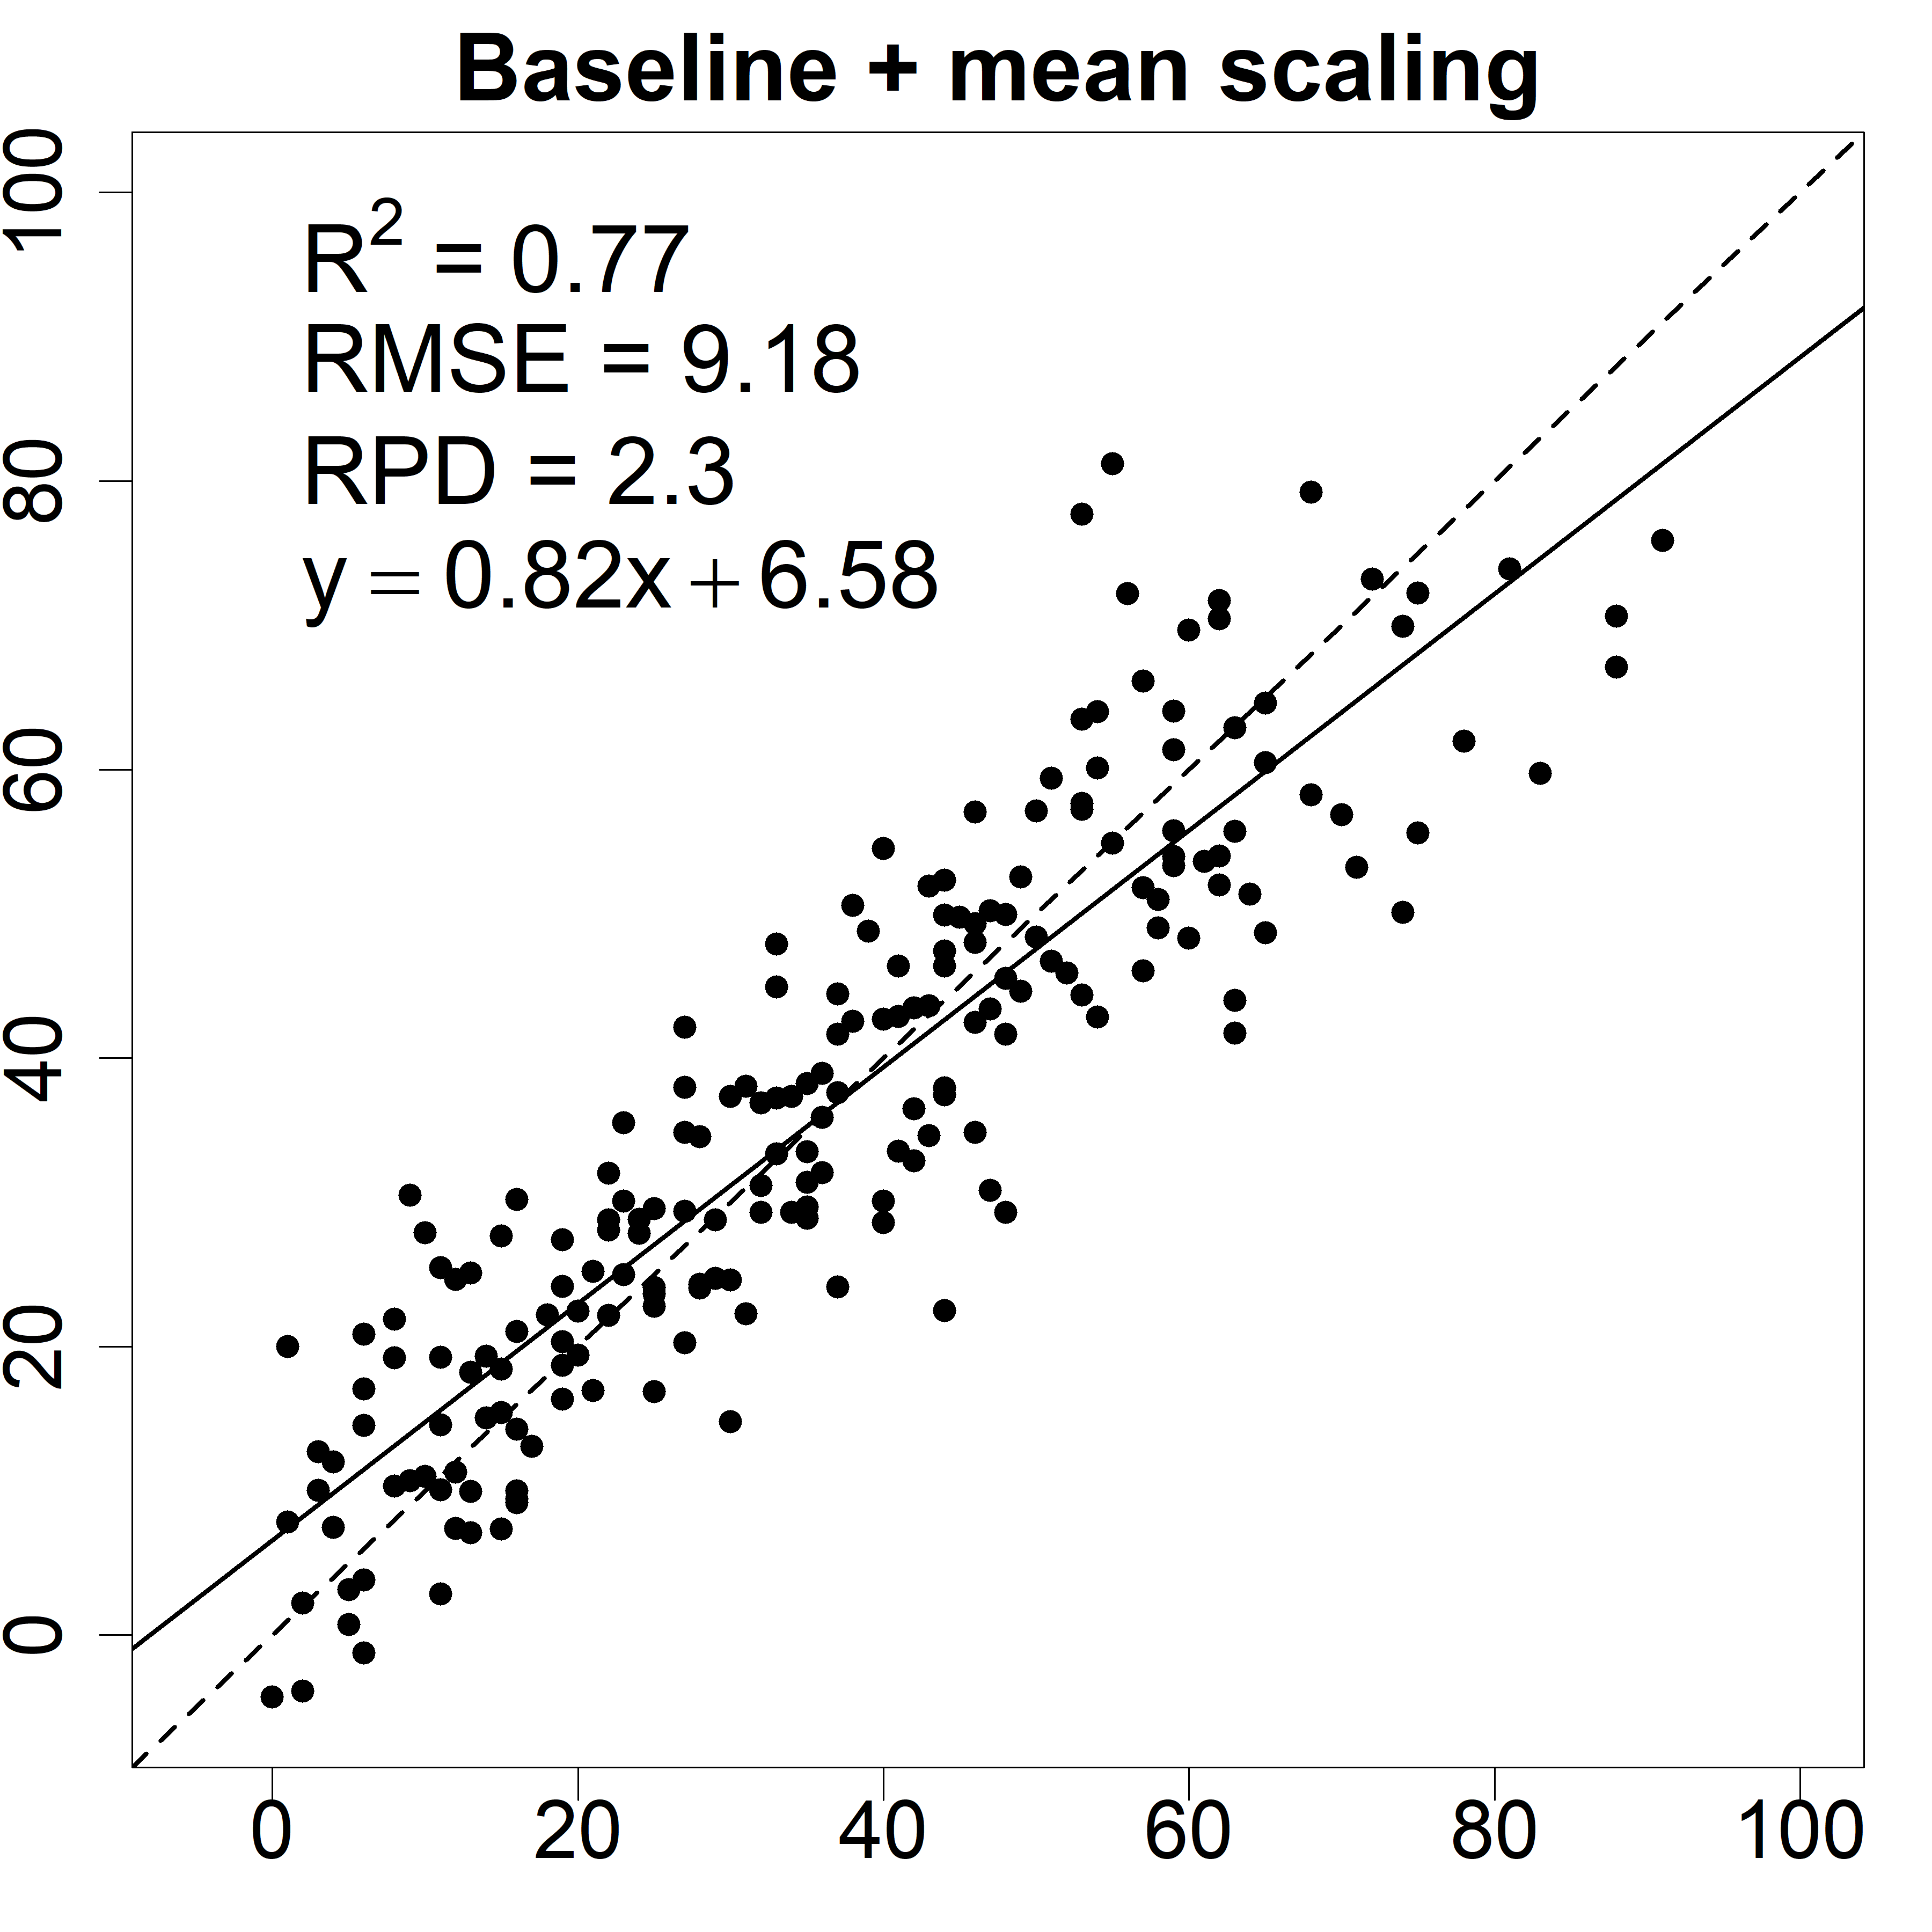 Baseline + mean scaling
R² = 0.77
RMSE = 9.18
RPD = 2.3
y = 0.82x + 6.58
100
80
60
40
20
0
0 20 40 60 80 100